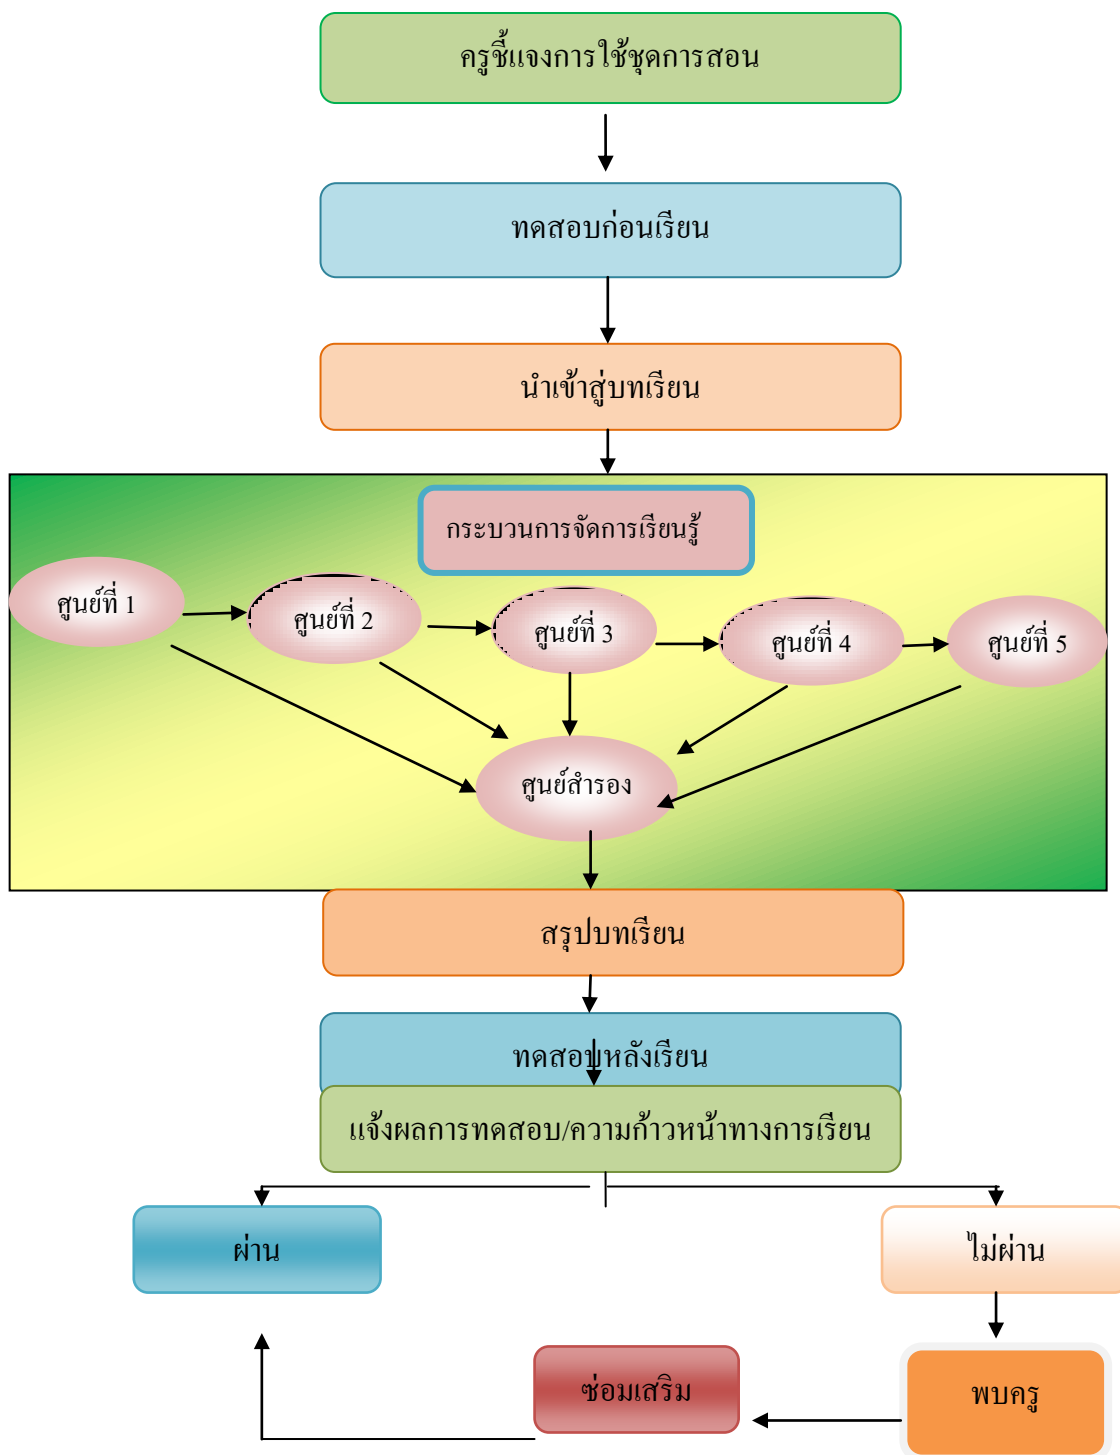 ครูชี้แจงการใช้ชุดการสอน
ทดสอบก่อนเรียน
นำเข้าสู่บทเรียน
กระบวนการจัดการเรียนรู้
ศูนย์ที่ 1
ศูนย์ที่ 2
ศูนย์ที่ 3
ศูนย์ที่ 4
ศูนย์ที่ 5
ศูนย์สำรอง
สรุปบทเรียน
ทดสอบหลังเรียน
แจ้งผลการทดสอบ/ความก้าวหน้าทางการเรียน
ผ่าน
ไม่ผ่าน
ซ่อมเสริม
พบครู